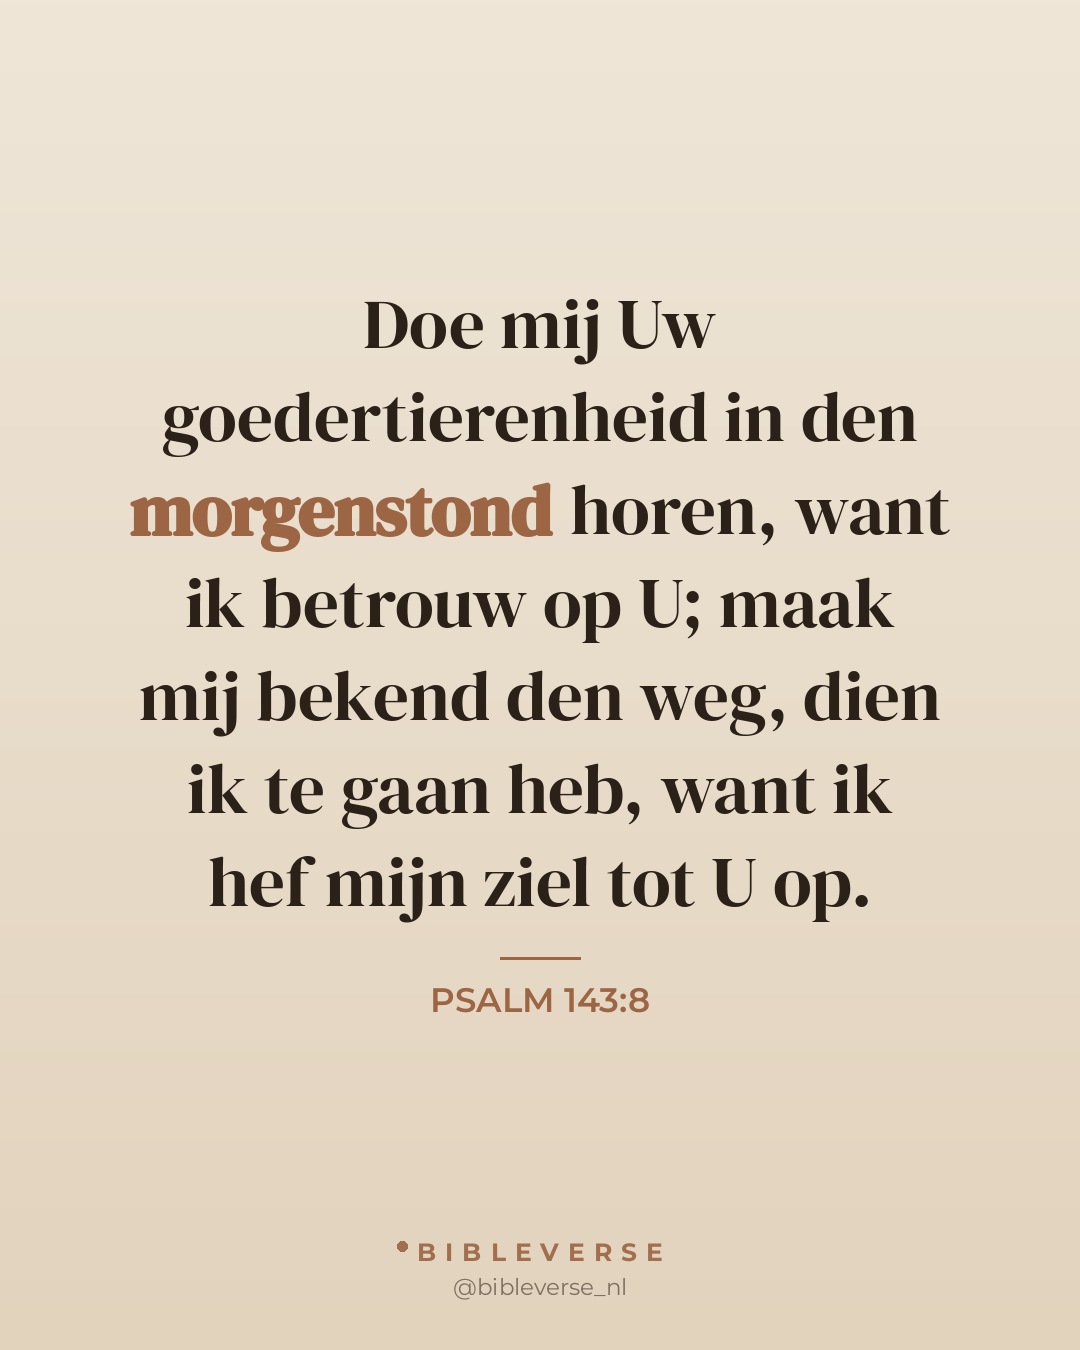 Doe mij Uw
goedertierenheid in den
morgenstond horen, want
ik betrouw op U; maak
mij bekend den weg, dien
ik te gaan heb, want ik
hef mijn ziel tot U op.
PSALM 143:8
BIBLEVERSE
@bibleverse_nl